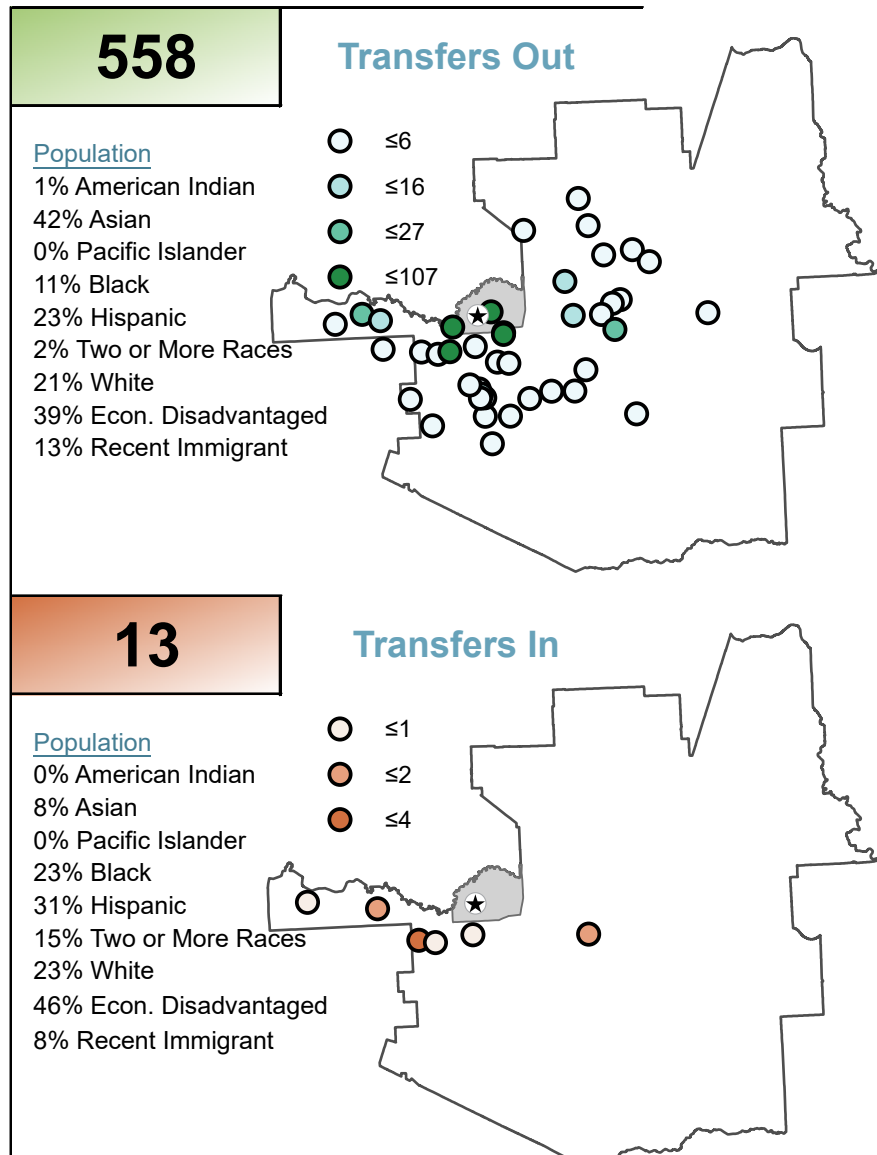 558
Transfers Out
Population
1% American Indian
42% Asian
0% Pacific Islander
11% Black
23% Hispanic
2% Two or More Races
21% White
39% Econ. Disadvantaged
13% Recent Immigrant
≤6
≤16
≤27
≤107
13
Transfers In
Population
0% American Indian
8% Asian
0% Pacific Islander
23% Black
31% Hispanic
15% Two or More Races
23% White
46% Econ. Disadvantaged
8% Recent Immigrant
≤1
≤2
≤4